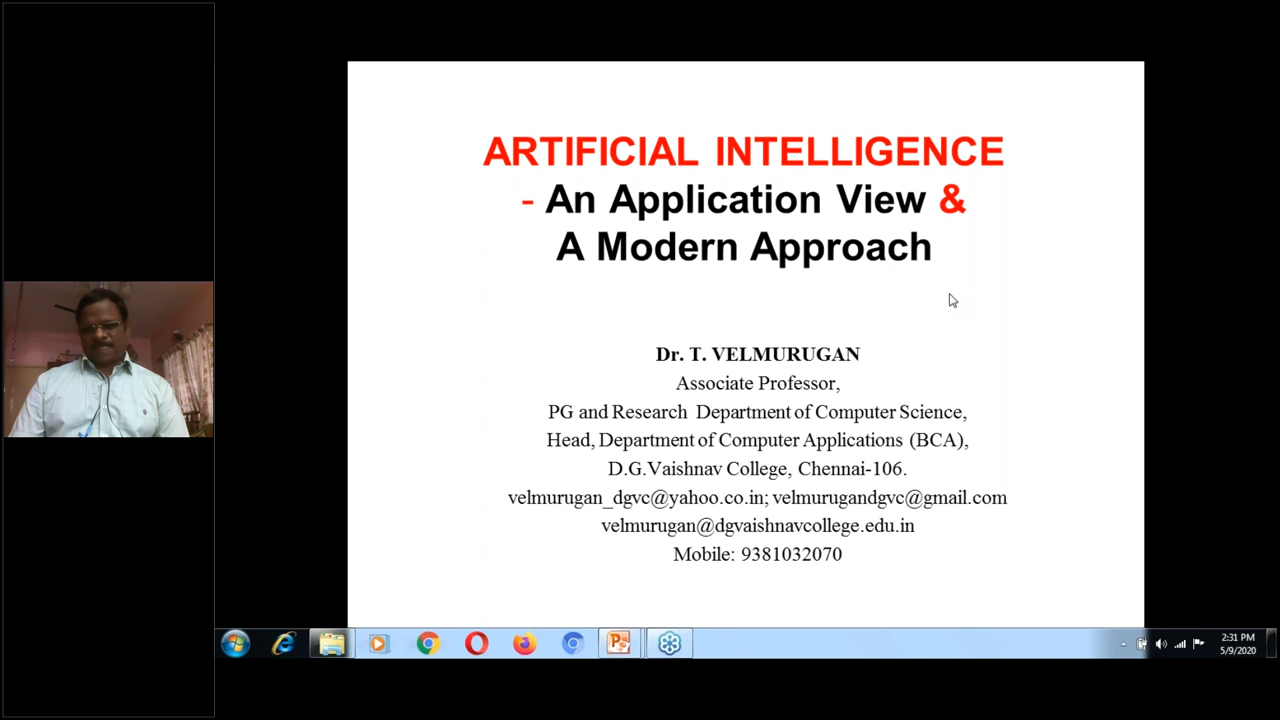 ARTIFICIAL INTELLIGENCE
- An Application View &
A Modern Approach
Dr. T. VELMURUGAN
Associate Professor,
PG and Research Department of Computer Science,
Head, Department of Computer Applications (BCA),
D.G.Vaishnav College, Chennai-106.
velmurugan_dgvc@yahoo.co.in; velmurugandgvc@gmail.com
velmurugan@dgvaishnavcollege.edu.in
Mobile: 9381032070
2:31 PM
5/9/2020